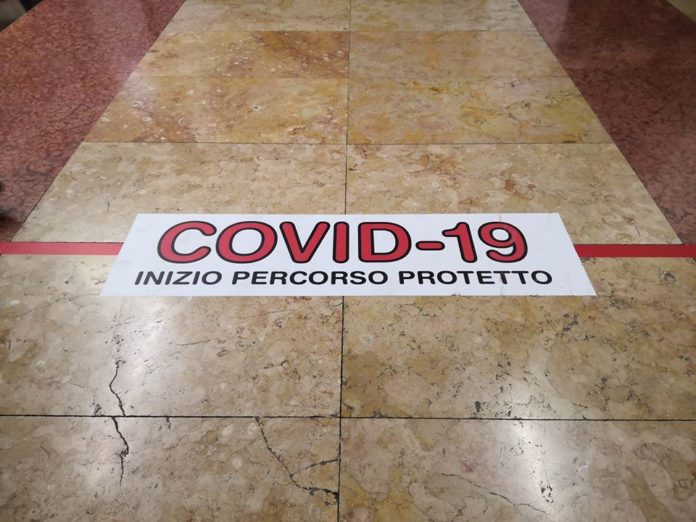 COVID-19
INIZIO PERCORSO PROTETTO